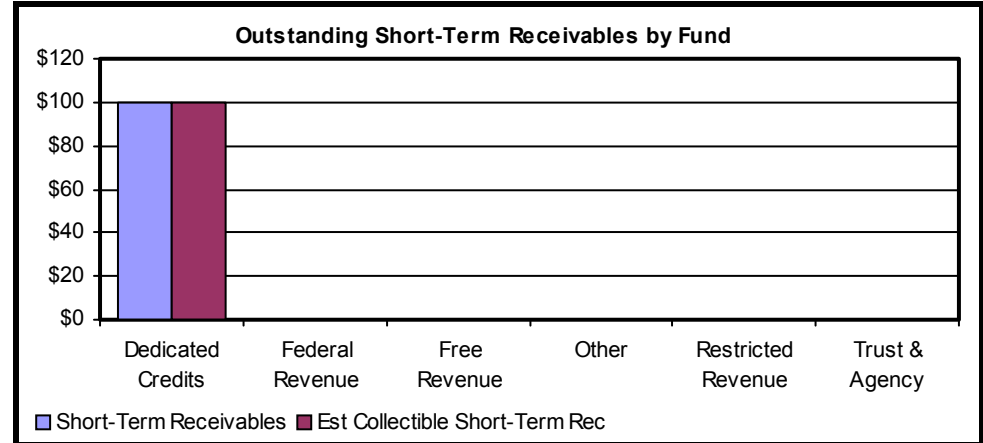 Outstanding Short-Term Receivables by Fund
$120
$100
$80
$60
$40
$20
$0
Dedicated Credits
Federal Revenue
Free Revenue
Other
Restricted Revenue
Trust & Agency
Short-Term Receivables
Est Collectible Short-Term Rec